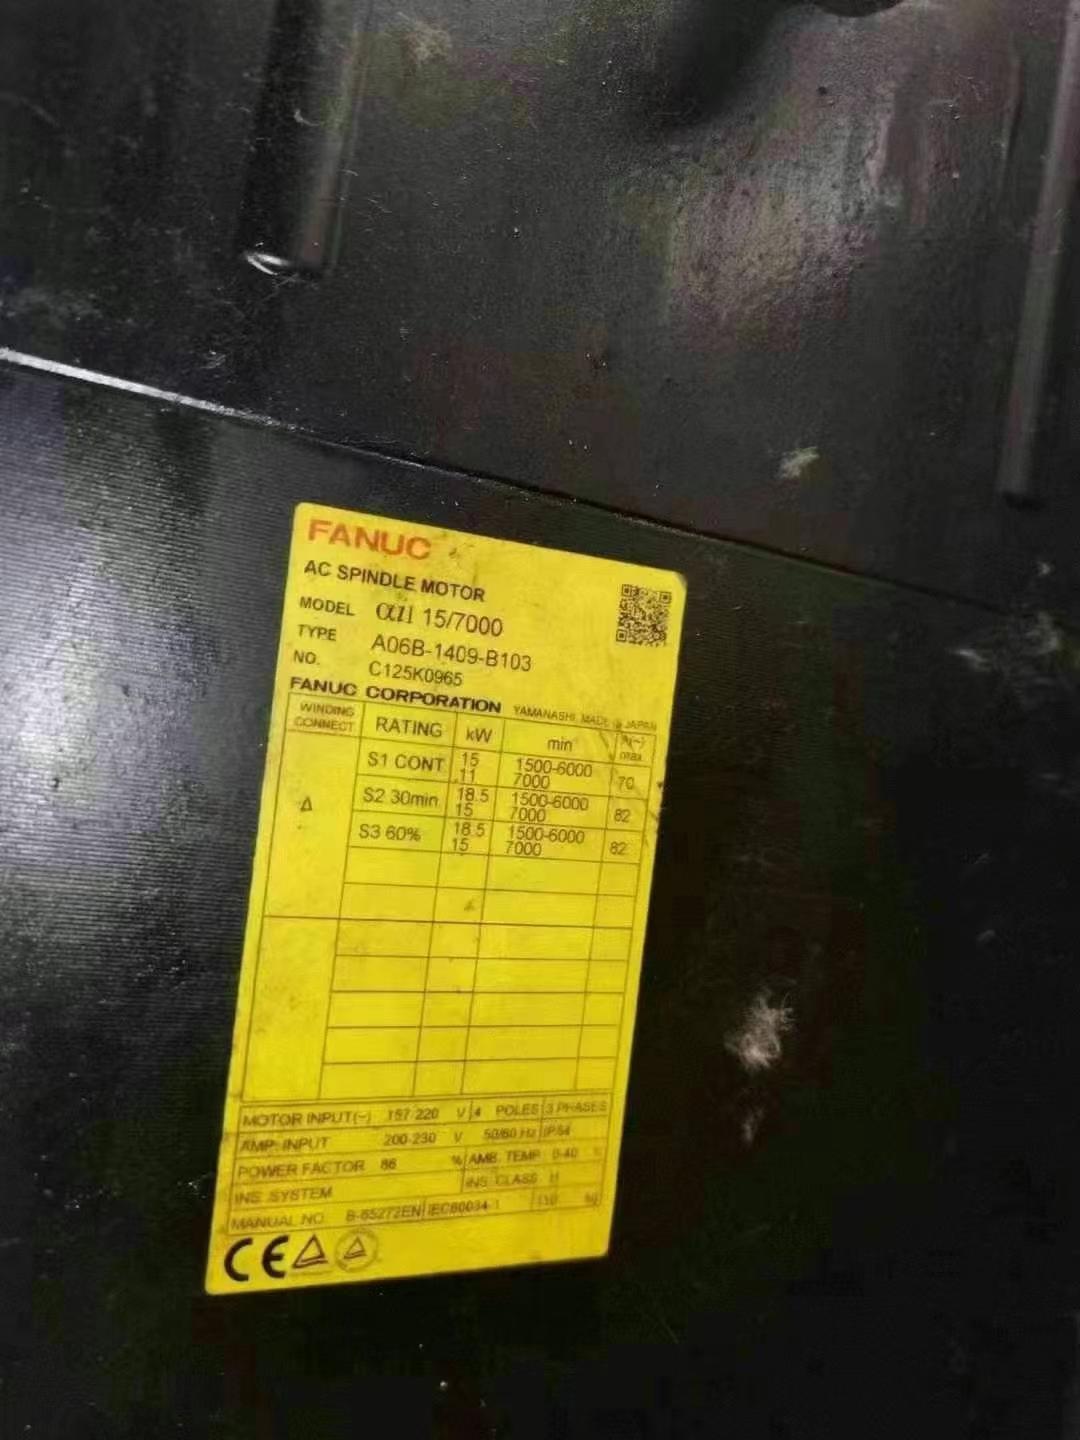 FANUC
AC SPINDLE MOTOR
MODEL αiI 15/7000
TYPE A06B-1409-B103
NO. C125K0965
FANUC CORPORATION YAMANASHI, MADE IN JAPAN
WINDING CONNECT RATING kW min max
Δ S1 CONT 15 1500-6000 70
11 7000
S2 30min 18.5 1500-6000 82
15 7000
S3 60% 18.5 1500-6000 82
15 7000
MOTOR INPUT(~) 157-220 V 4 POLES 3 PHASES
AMP. INPUT 200-230 V 50/60 Hz IP54
POWER FACTOR 86 % AMB. TEMP. 0-40
INS. SYSTEM INS. CLASS H
MANUAL NO. B-65272EN IEC60034-1 110 kg
CE